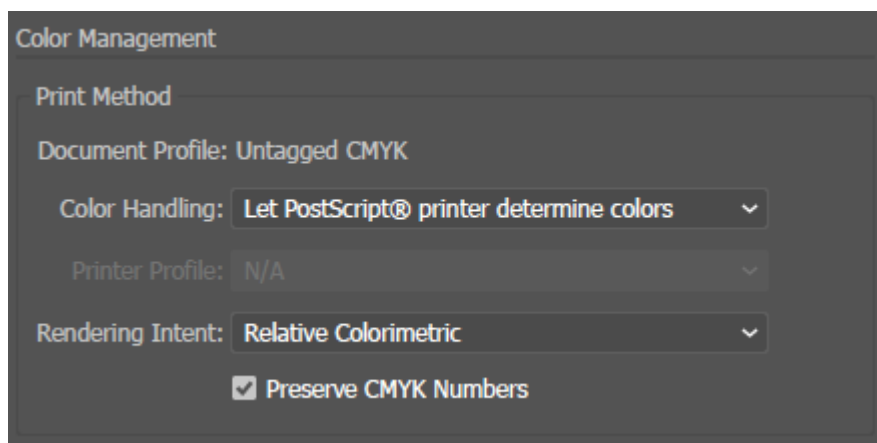 Color Management
Print Method
Document Profile: Untagged CMYK
Color Handling: Let PostScript® printer determine colors
Printer Profile: N/A
Rendering Intent: Relative Colorimetric
Preserve CMYK Numbers